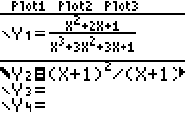 Plot1 Plot2 Plot3
\Y₁=(X²+2X+1)/(X³+3X²+3X+1)
\Y₂=(X+1)²/(X+1)
\Y₃=
\Y₄=